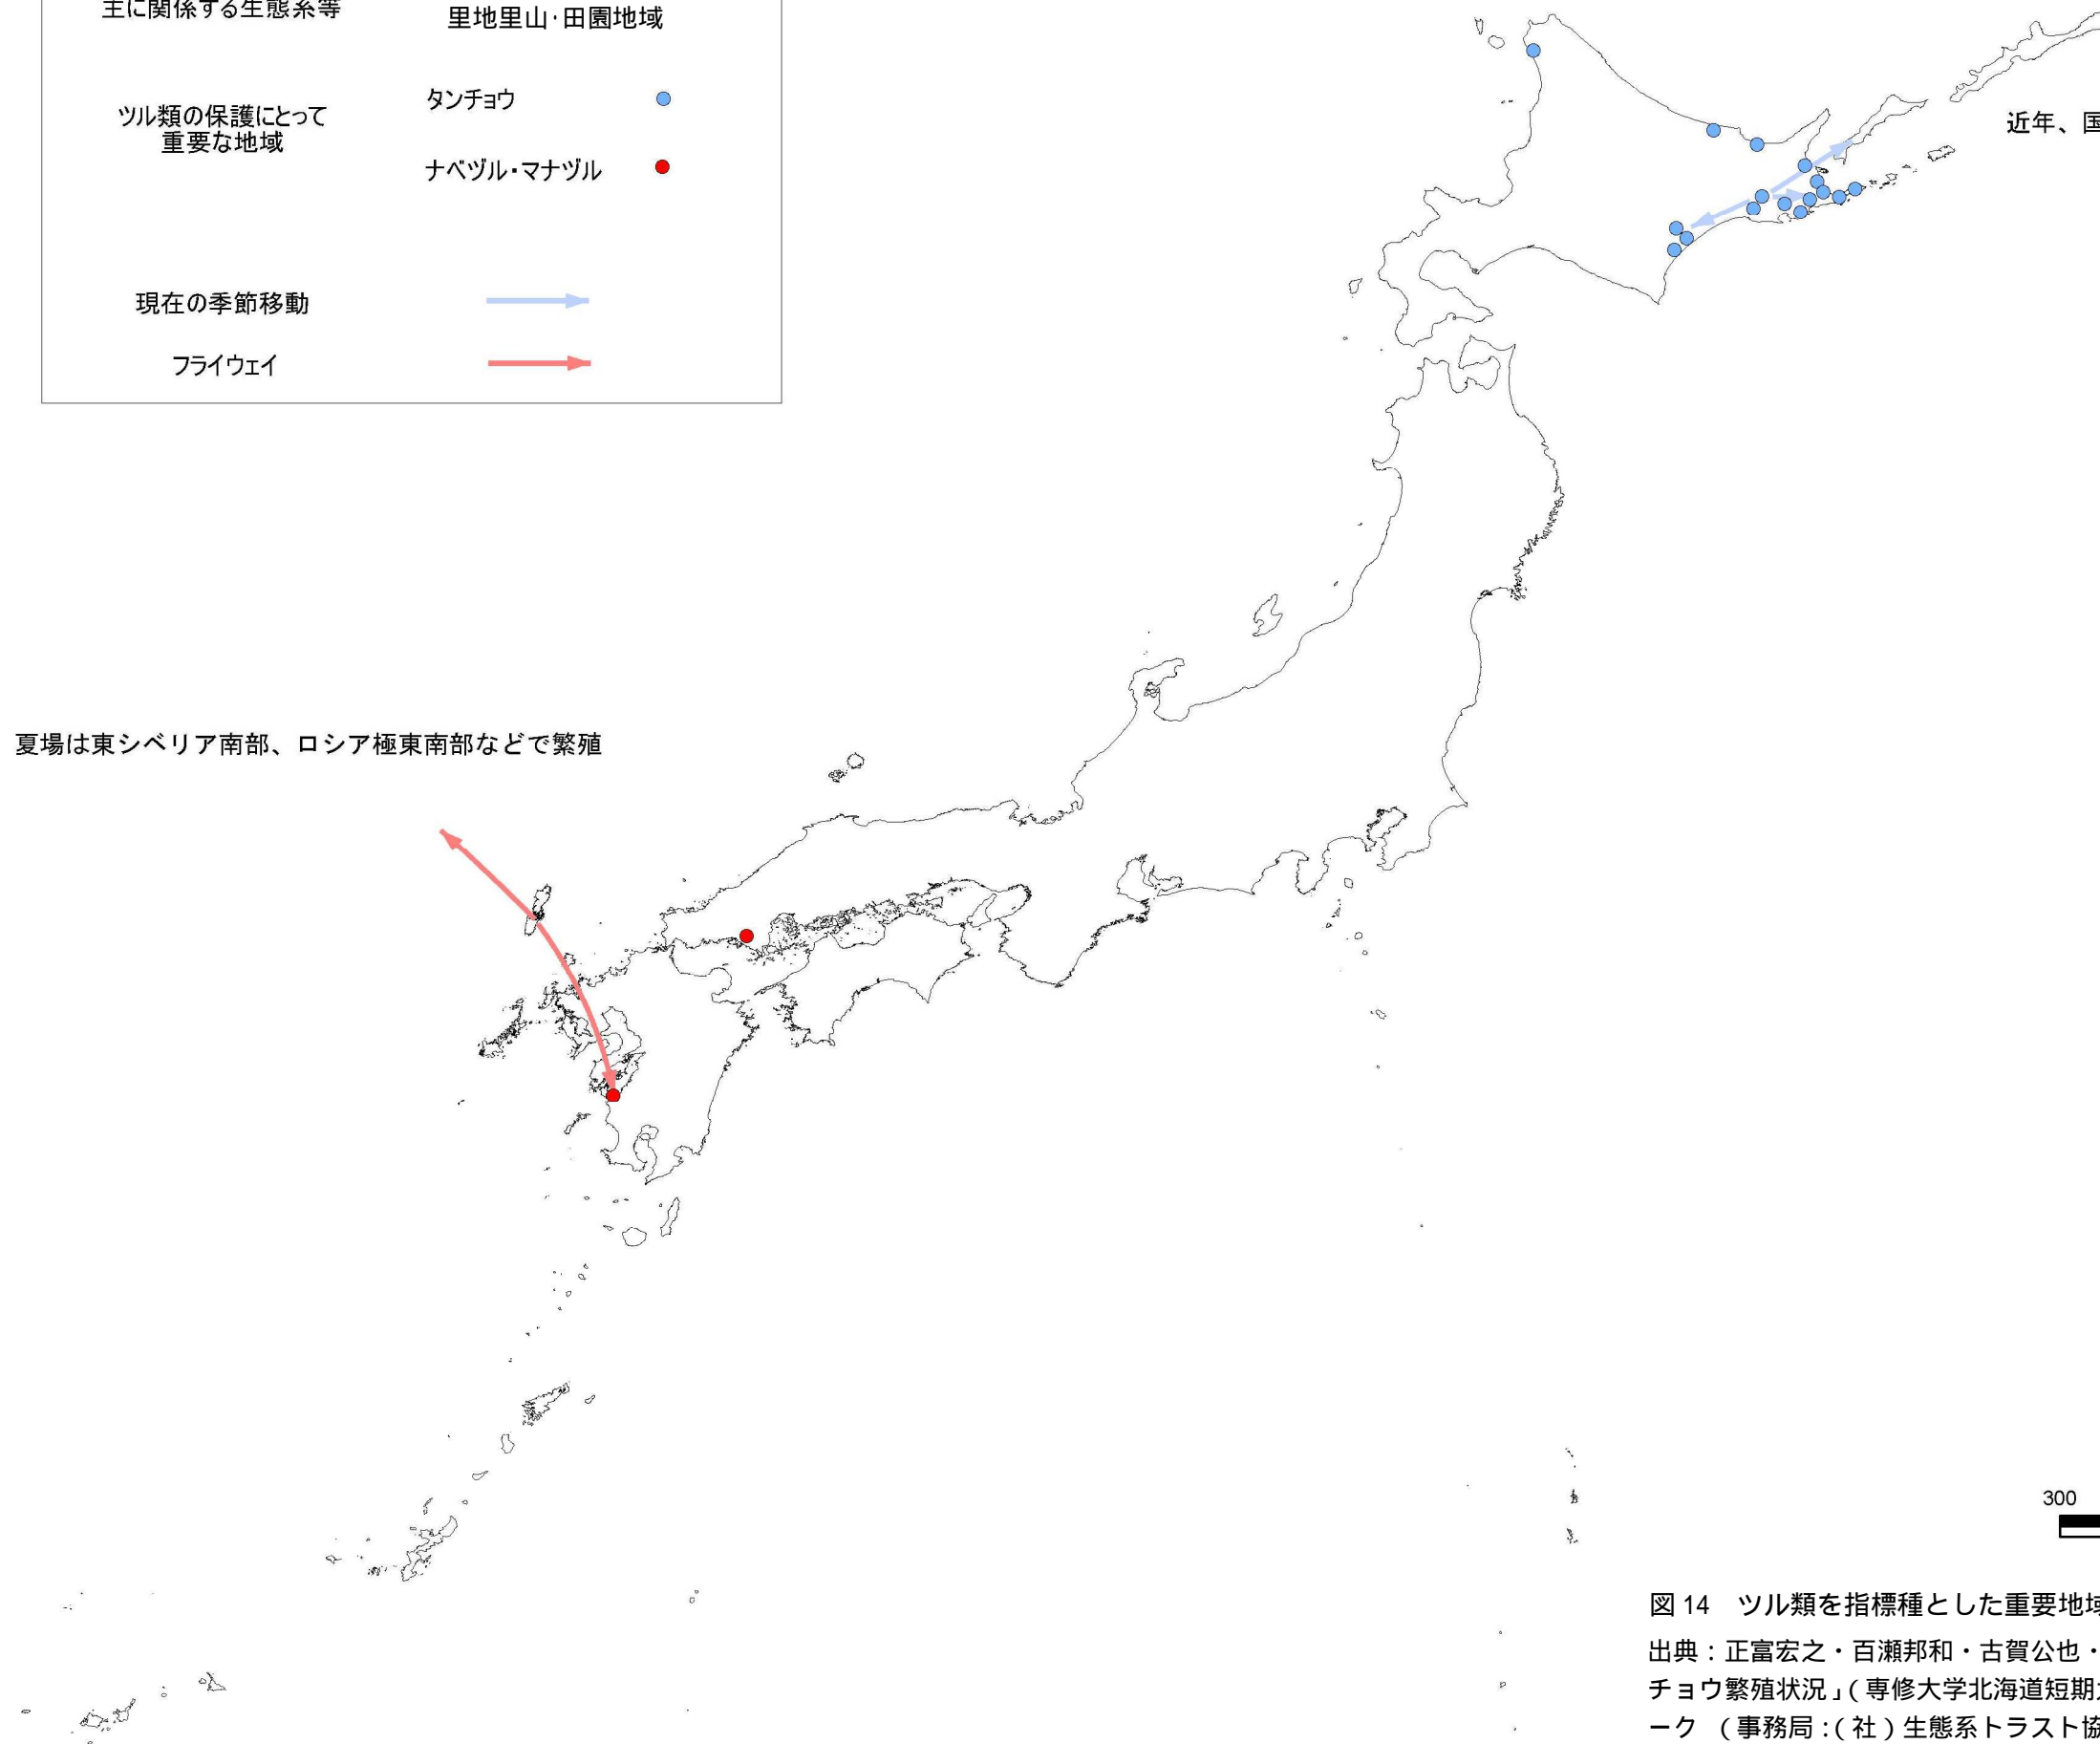 主に関係する生態系等
里地里山・田園地域
ツル類の保護にとって
重要な地域
タンチョウ
ナベヅル・マナヅル
現在の季節移動
フライウェイ
近年、国
夏場は東シベリア南部、ロシア極東南部などで繁殖
300
図 14　ツル類を指標種とした重要地域
出典：正富宏之・百瀬邦和・古賀公也・
チョウ繁殖状況」（専修大学北海道短期
ーク　（事務局：（社）生態系トラスト協